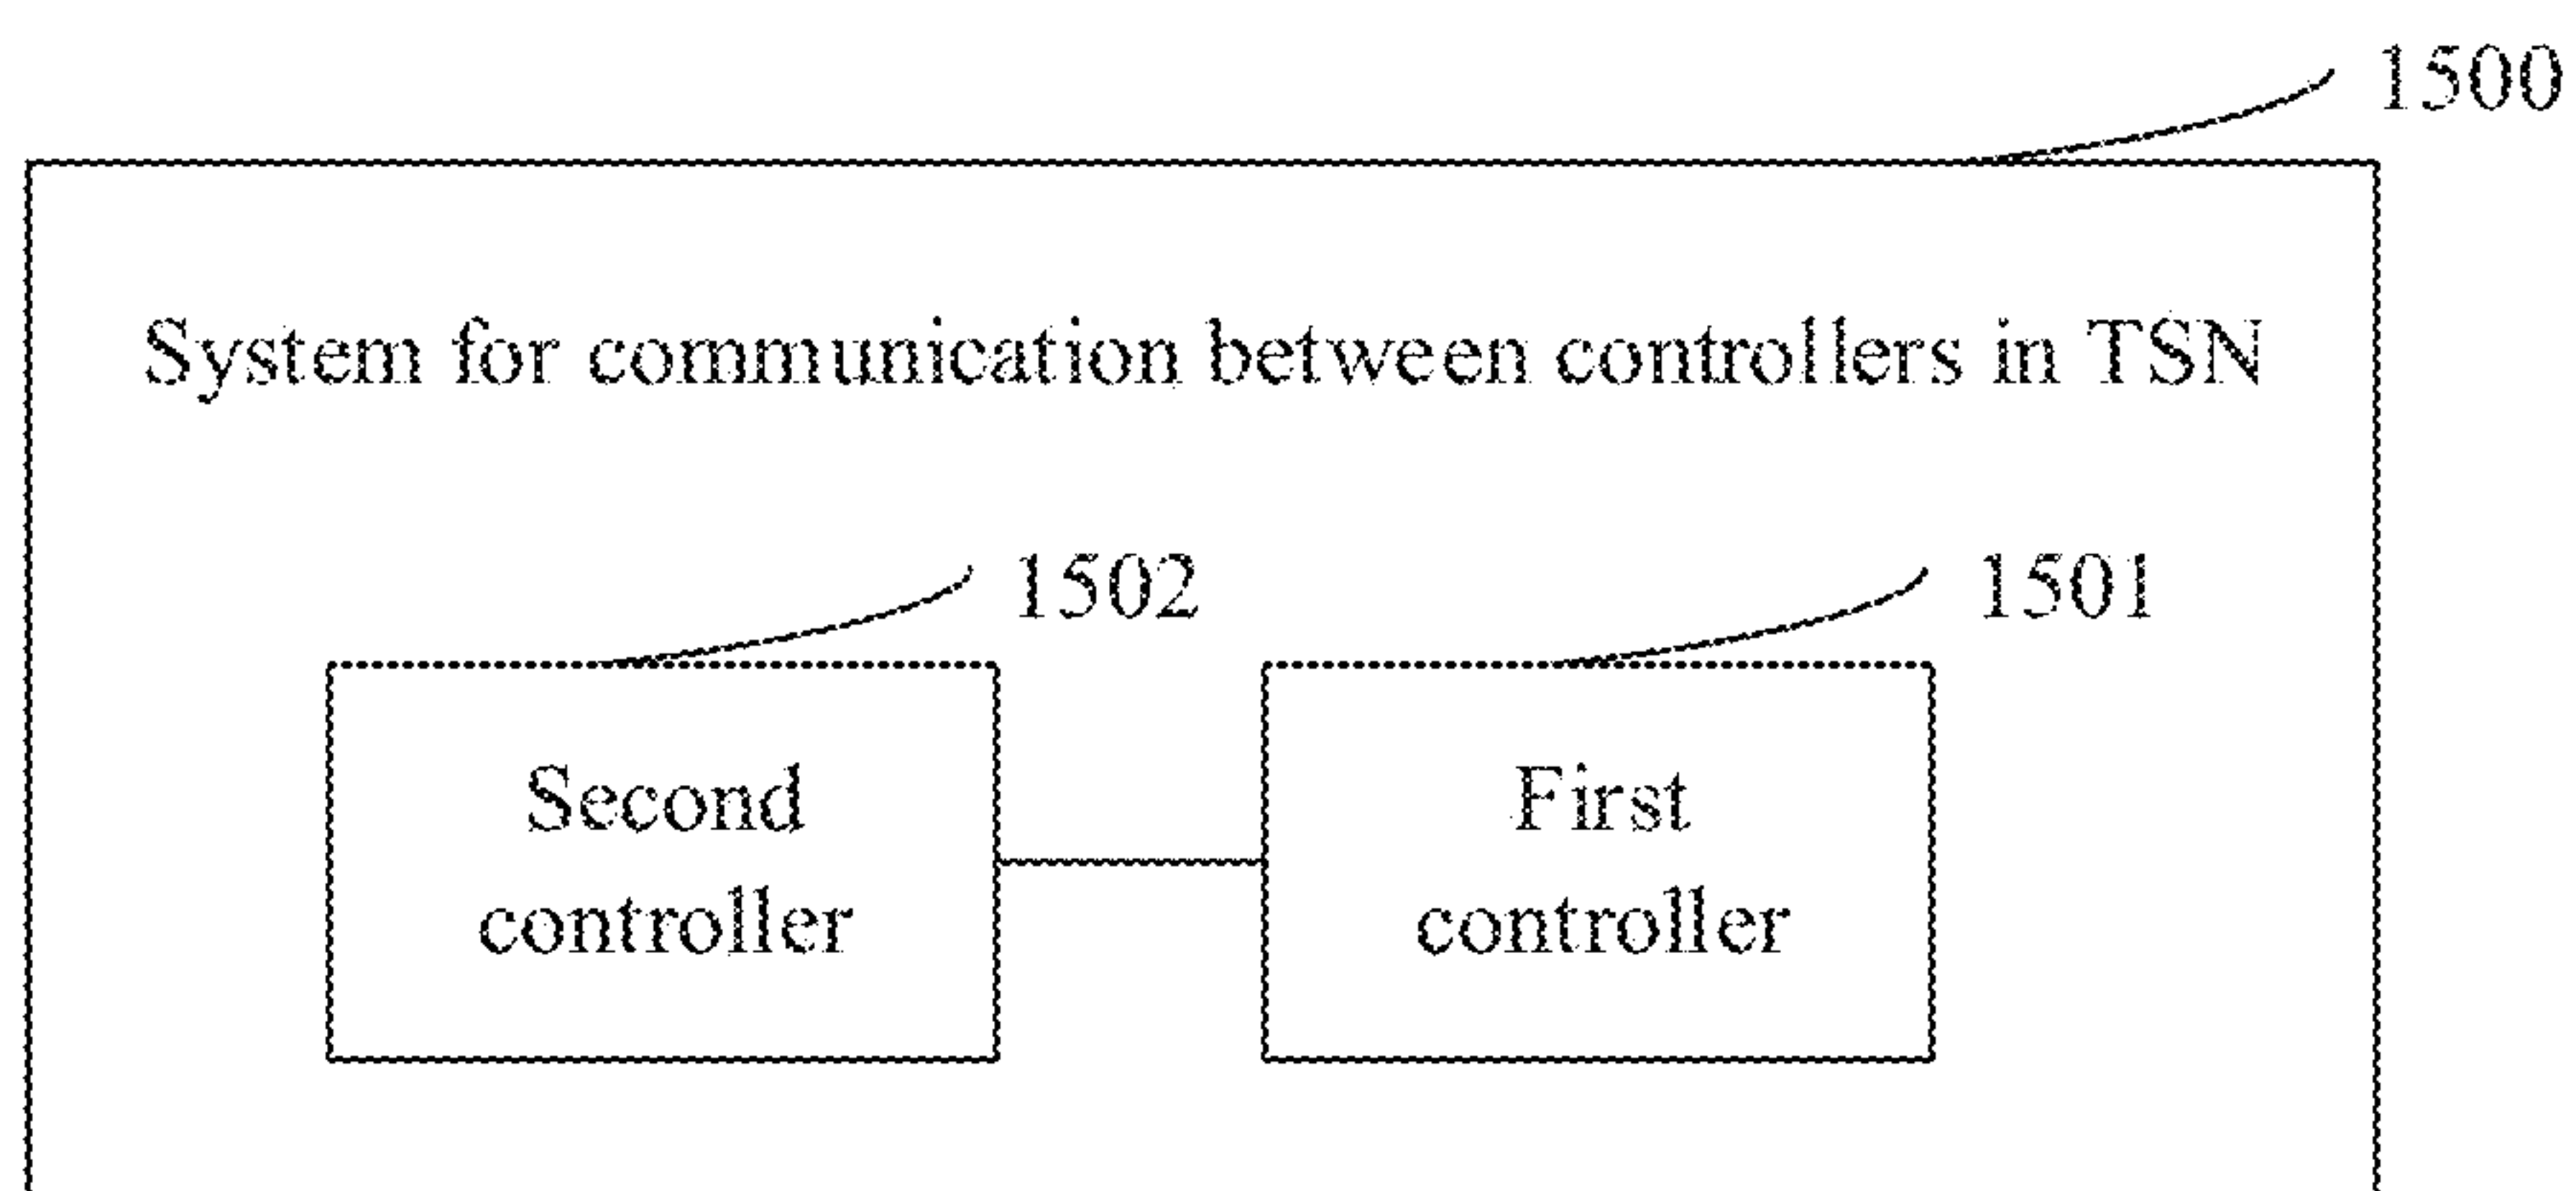 1500
System for communication between controllers in TSN
1502
1501
Second
controller
First
controller